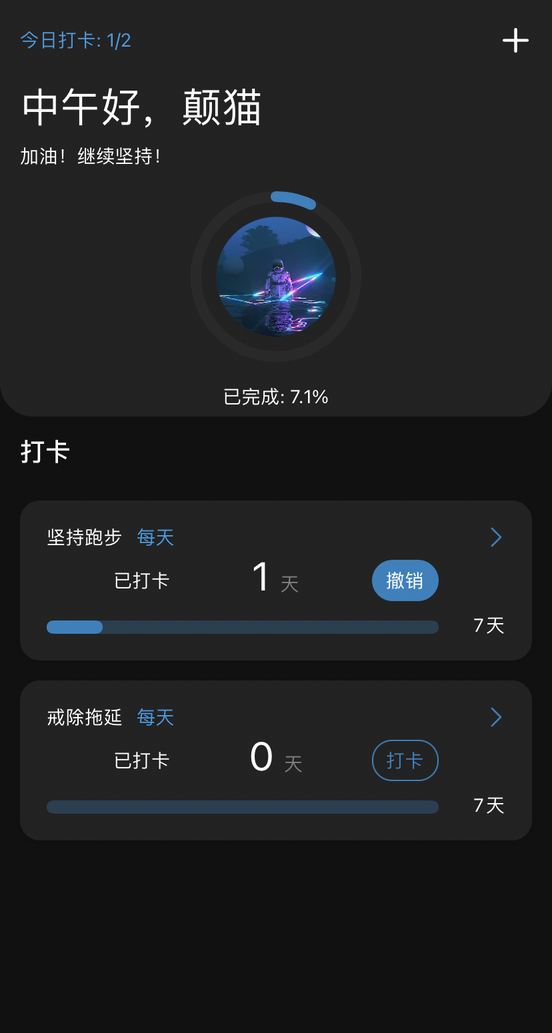 今日打卡: 1/2
中午好，颠猫
加油！继续坚持！
已完成: 7.1%
打卡
坚持跑步 每天
已打卡 1 天 撤销
7天
戒除拖延 每天
已打卡 0 天 打卡
7天